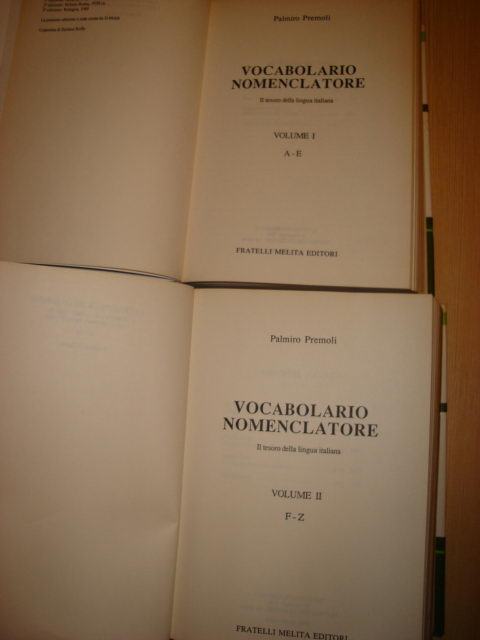 Palmiro Premoli
VOCABOLARIO
NOMENCLATORE
Il tesoro della lingua italiana
VOLUME I
A - E
FRATELLI MELITA EDITORI
Palmiro Premoli
VOCABOLARIO
NOMENCLATORE
Il tesoro della lingua italiana
VOLUME II
F - Z
FRATELLI MELITA EDITORI